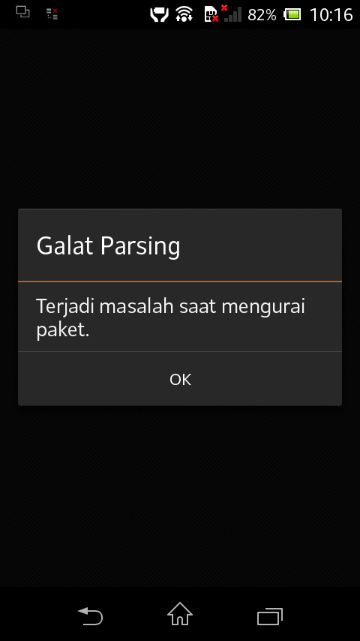 82% 10:16
Galat Parsing
Terjadi masalah saat mengurai
paket.
OK